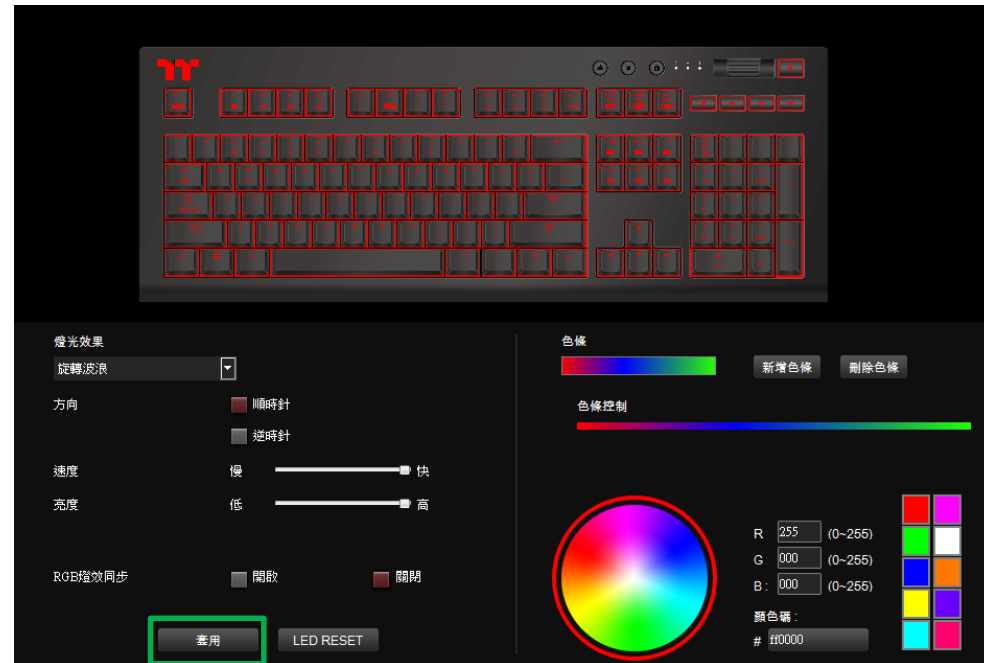 燈光效果
旋轉波浪
方向
順時針
逆時針
速度
慢
快
亮度
低
高
RGB燈效同步
開啟
關閉
套用
LED RESET
色條
新增色條
刪除色條
色條控制
R 255 (0~255)
G 000 (0~255)
B: 000 (0~255)
顏色碼:
# ff0000